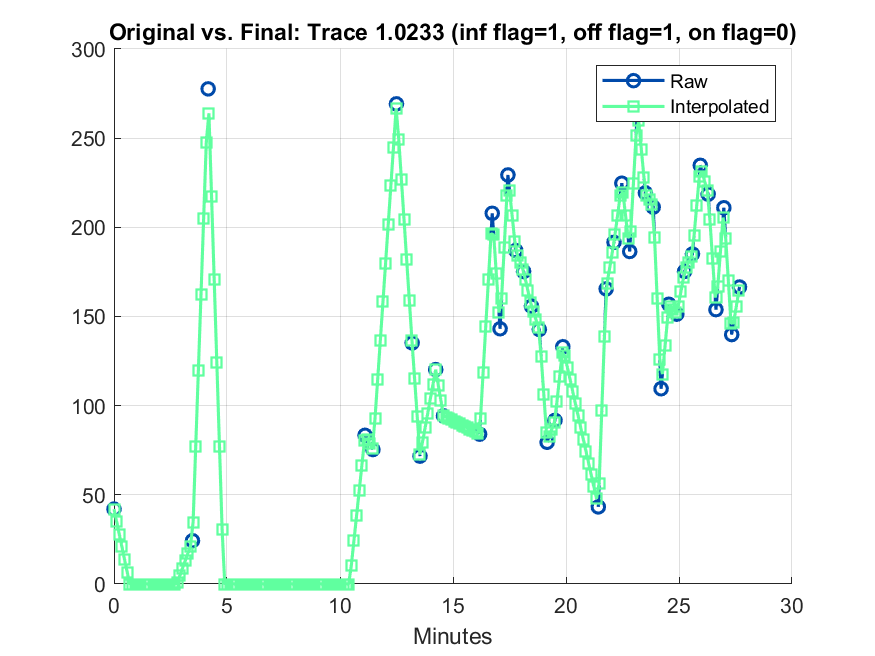 Original vs. Final: Trace 1.0233 (inf flag=1, off flag=1, on flag=0)
300
250
200
150
100
50
0
Raw
Interpolated
0 5 10 15 20 25 30
Minutes